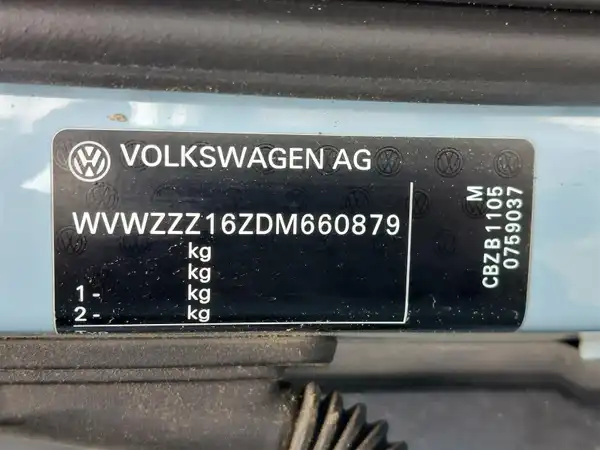 VOLKSWAGEN AG
WVWZZZ16ZDM660879
kg
kg
1- kg
2- kg
M
CBZB1105
0759037